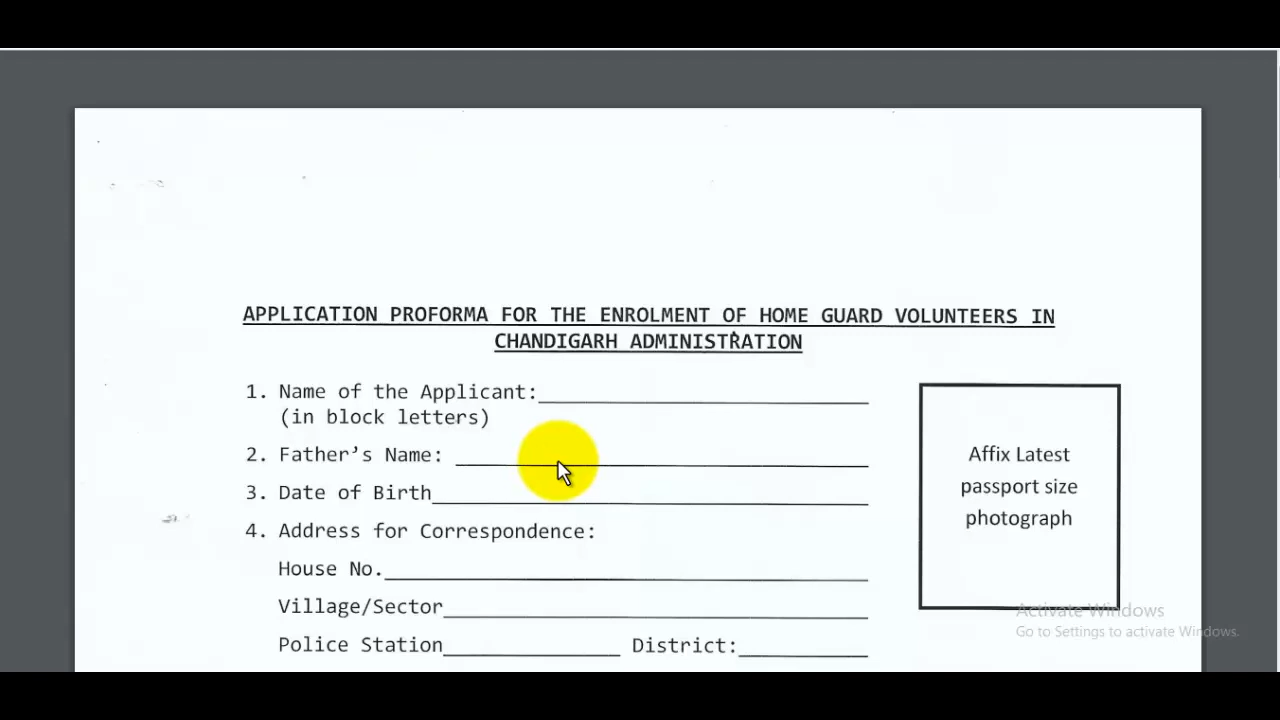 APPLICATION PROFORMA FOR THE ENROLMENT OF HOME GUARD VOLUNTEERS IN
CHANDIGARH ADMINISTRATION
1. Name of the Applicant:
(in block letters)
2. Father's Name:
3. Date of Birth
4. Address for Correspondence:
House No.
Village/Sector
Police Station District:
Affix Latest
passport size
photograph
Activate Windows
Go to Settings to activate Windows.